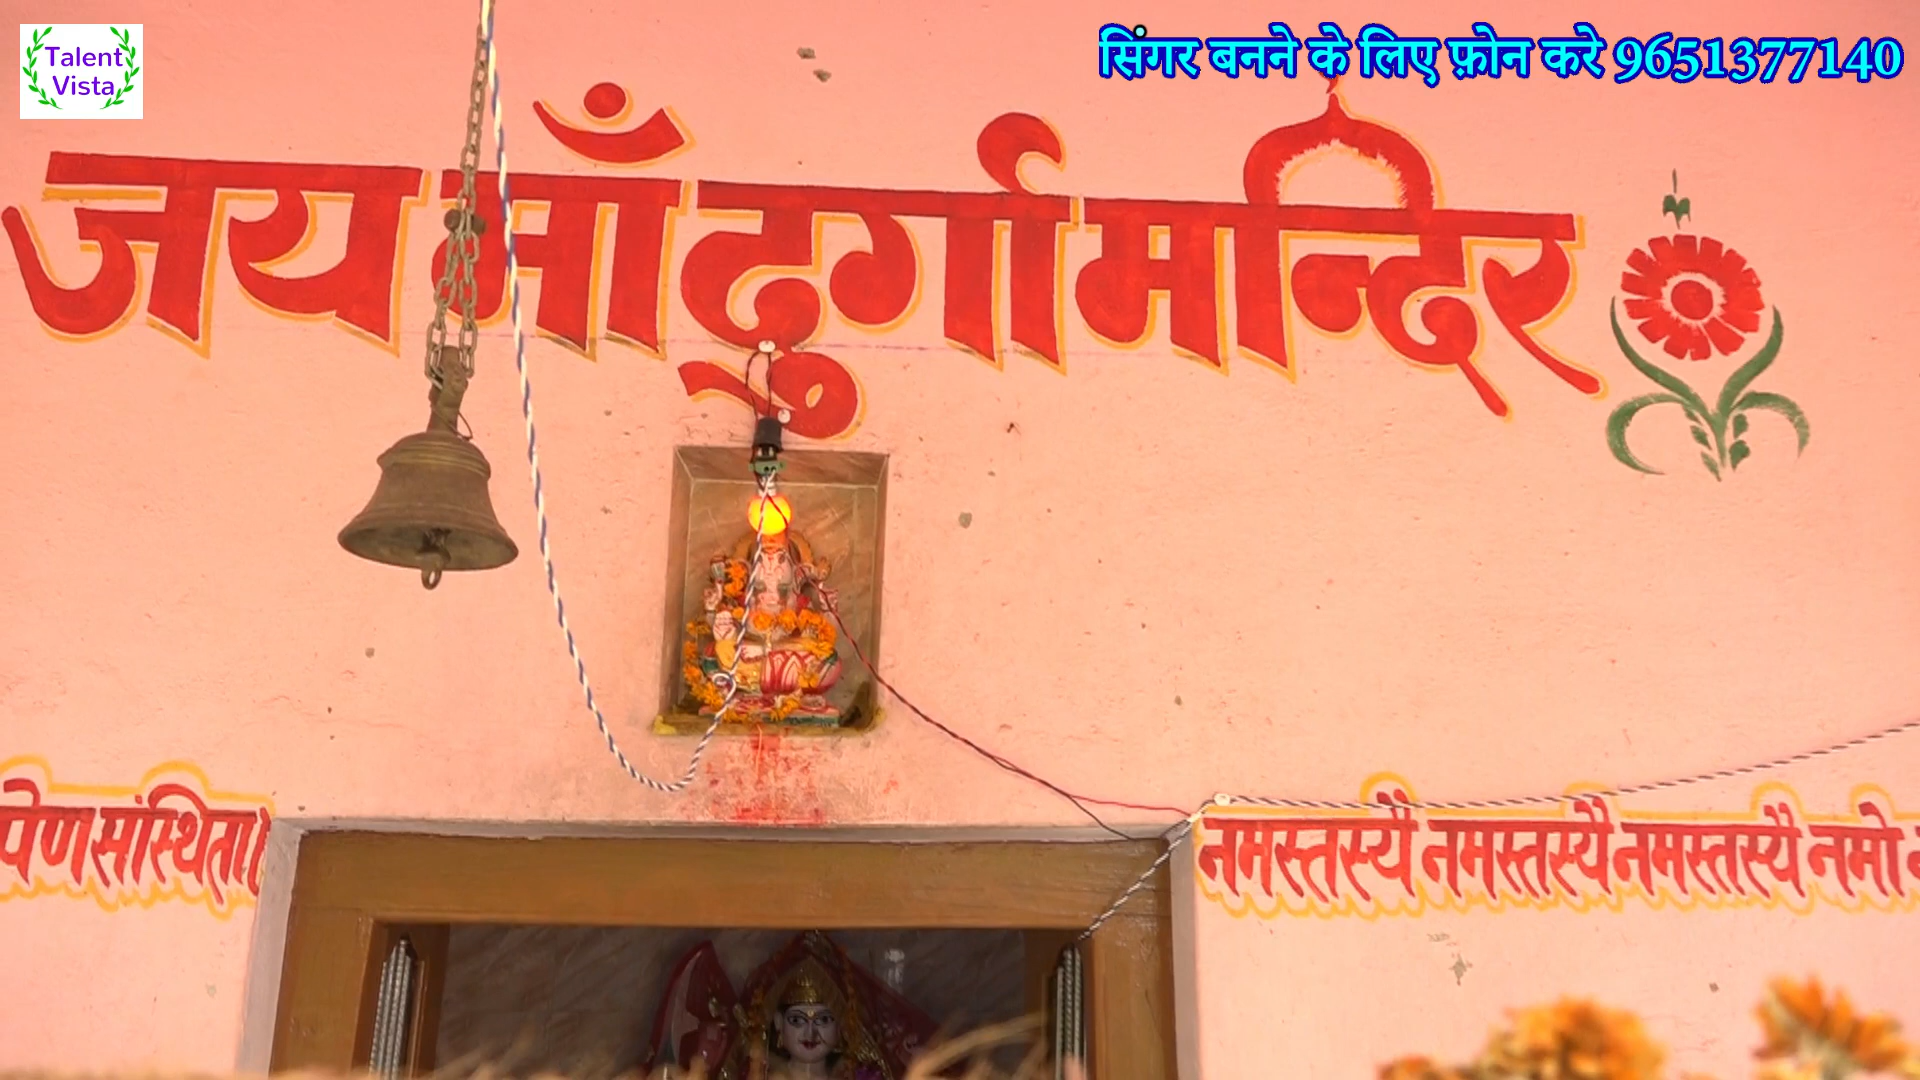 Talent
Vista
सिंगर बनने के लिए फ़ोन करे 9651377140
जय माँ दुर्गा मन्दिर
पेण संस्थिता।
नमस्तस्यै नमस्तस्यै नमस्तस्यै नमो